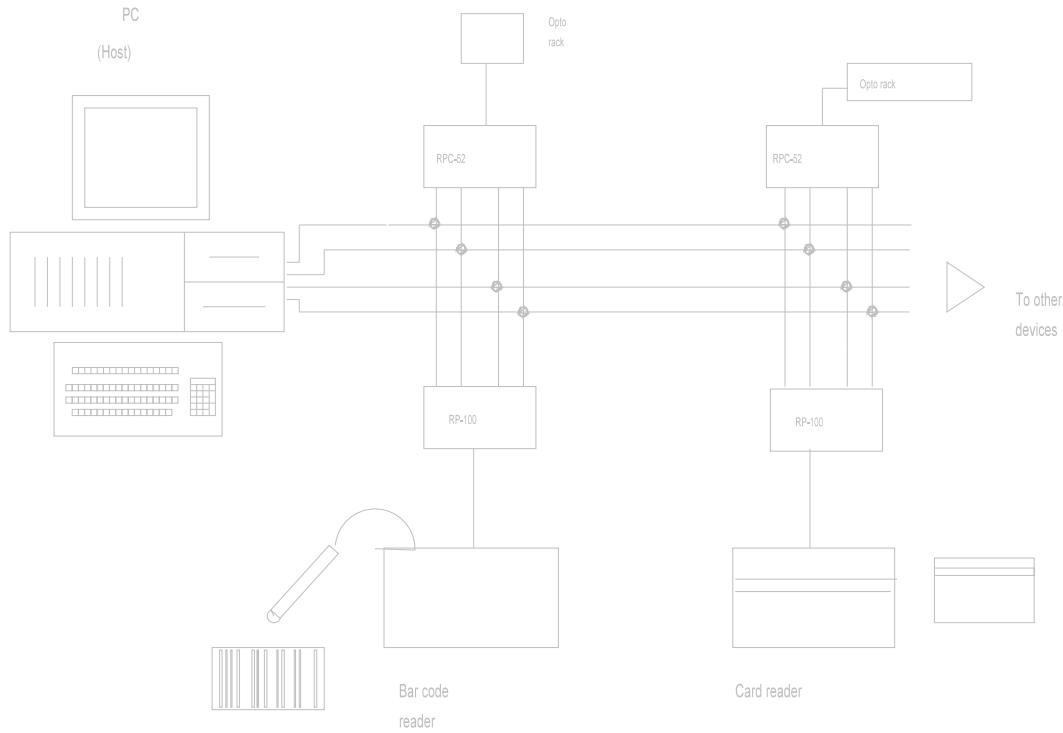 PC
(Host)
Opto
rack
Opto rack
RPC-52
RPC-52
To other
devices
RP-100
RP-100
Bar code
reader
Card reader